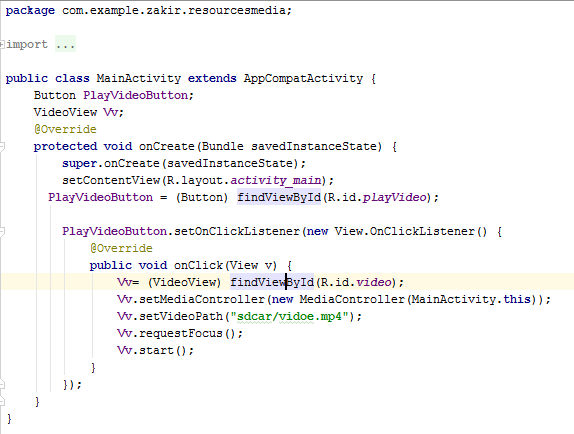 package com.example.zakir.resourcesmedia;
import ...
public class MainActivity extends AppCompatActivity {
Button PlayVideoButton;
VideoView Vv;
@Override
protected void onCreate(Bundle savedInstanceState) {
super.onCreate(savedInstanceState);
setContentView(R.layout.activity_main);
PlayVideoButton = (Button) findViewById(R.id.playVideo);
PlayVideoButton.setOnClickListener(new View.OnClickListener() {
@Override
public void onClick(View v) {
Vv= (VideoView) findViewById(R.id.video);
Vv.setMediaController(new MediaController(MainActivity.this));
Vv.setVideoPath("sdcar/vidoe.mp4");
Vv.requestFocus();
Vv.start();
}
});
}
}